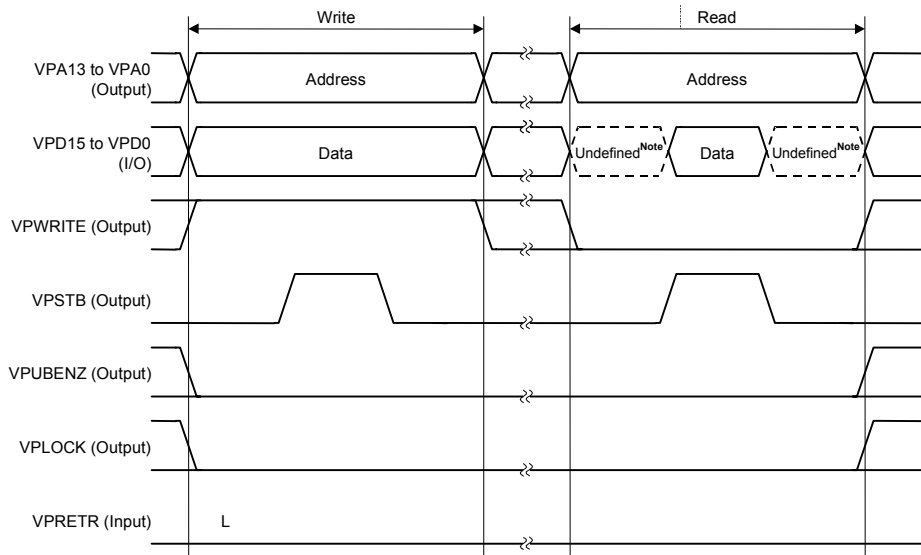 Write
Read
VPA13 to VPA0
(Output)
Address
Address
VPD15 to VPD0
(I/O)
Data
UndefinedNote
Data
UndefinedNote
VPWRITE (Output)
VPSTB (Output)
VPUBENZ (Output)
VPLOCK (Output)
VPRETR (Input)
L